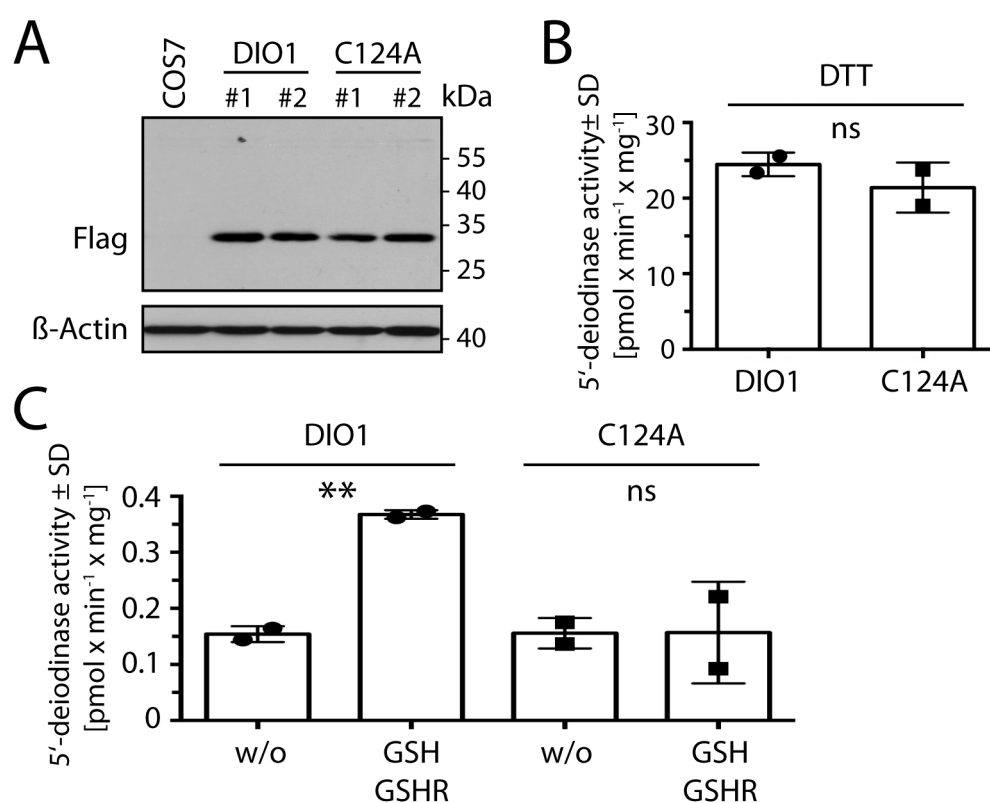 A
COS7
DIO1
C124A
#1
#2
#1
#2
kDa
55
40
35
25
Flag
ß-Actin
40
B
DTT
ns
5‘-deiodinase activity± SD
[pmol x min⁻¹ x mg⁻¹]
30
20
10
0
DIO1
C124A
C
DIO1
C124A
**
ns
5‘-deiodinase activity ± SD
[pmol x min⁻¹ x mg⁻¹]
0.4
0.3
0.2
0.1
0
w/o
GSH
GSHR
w/o
GSH
GSHR